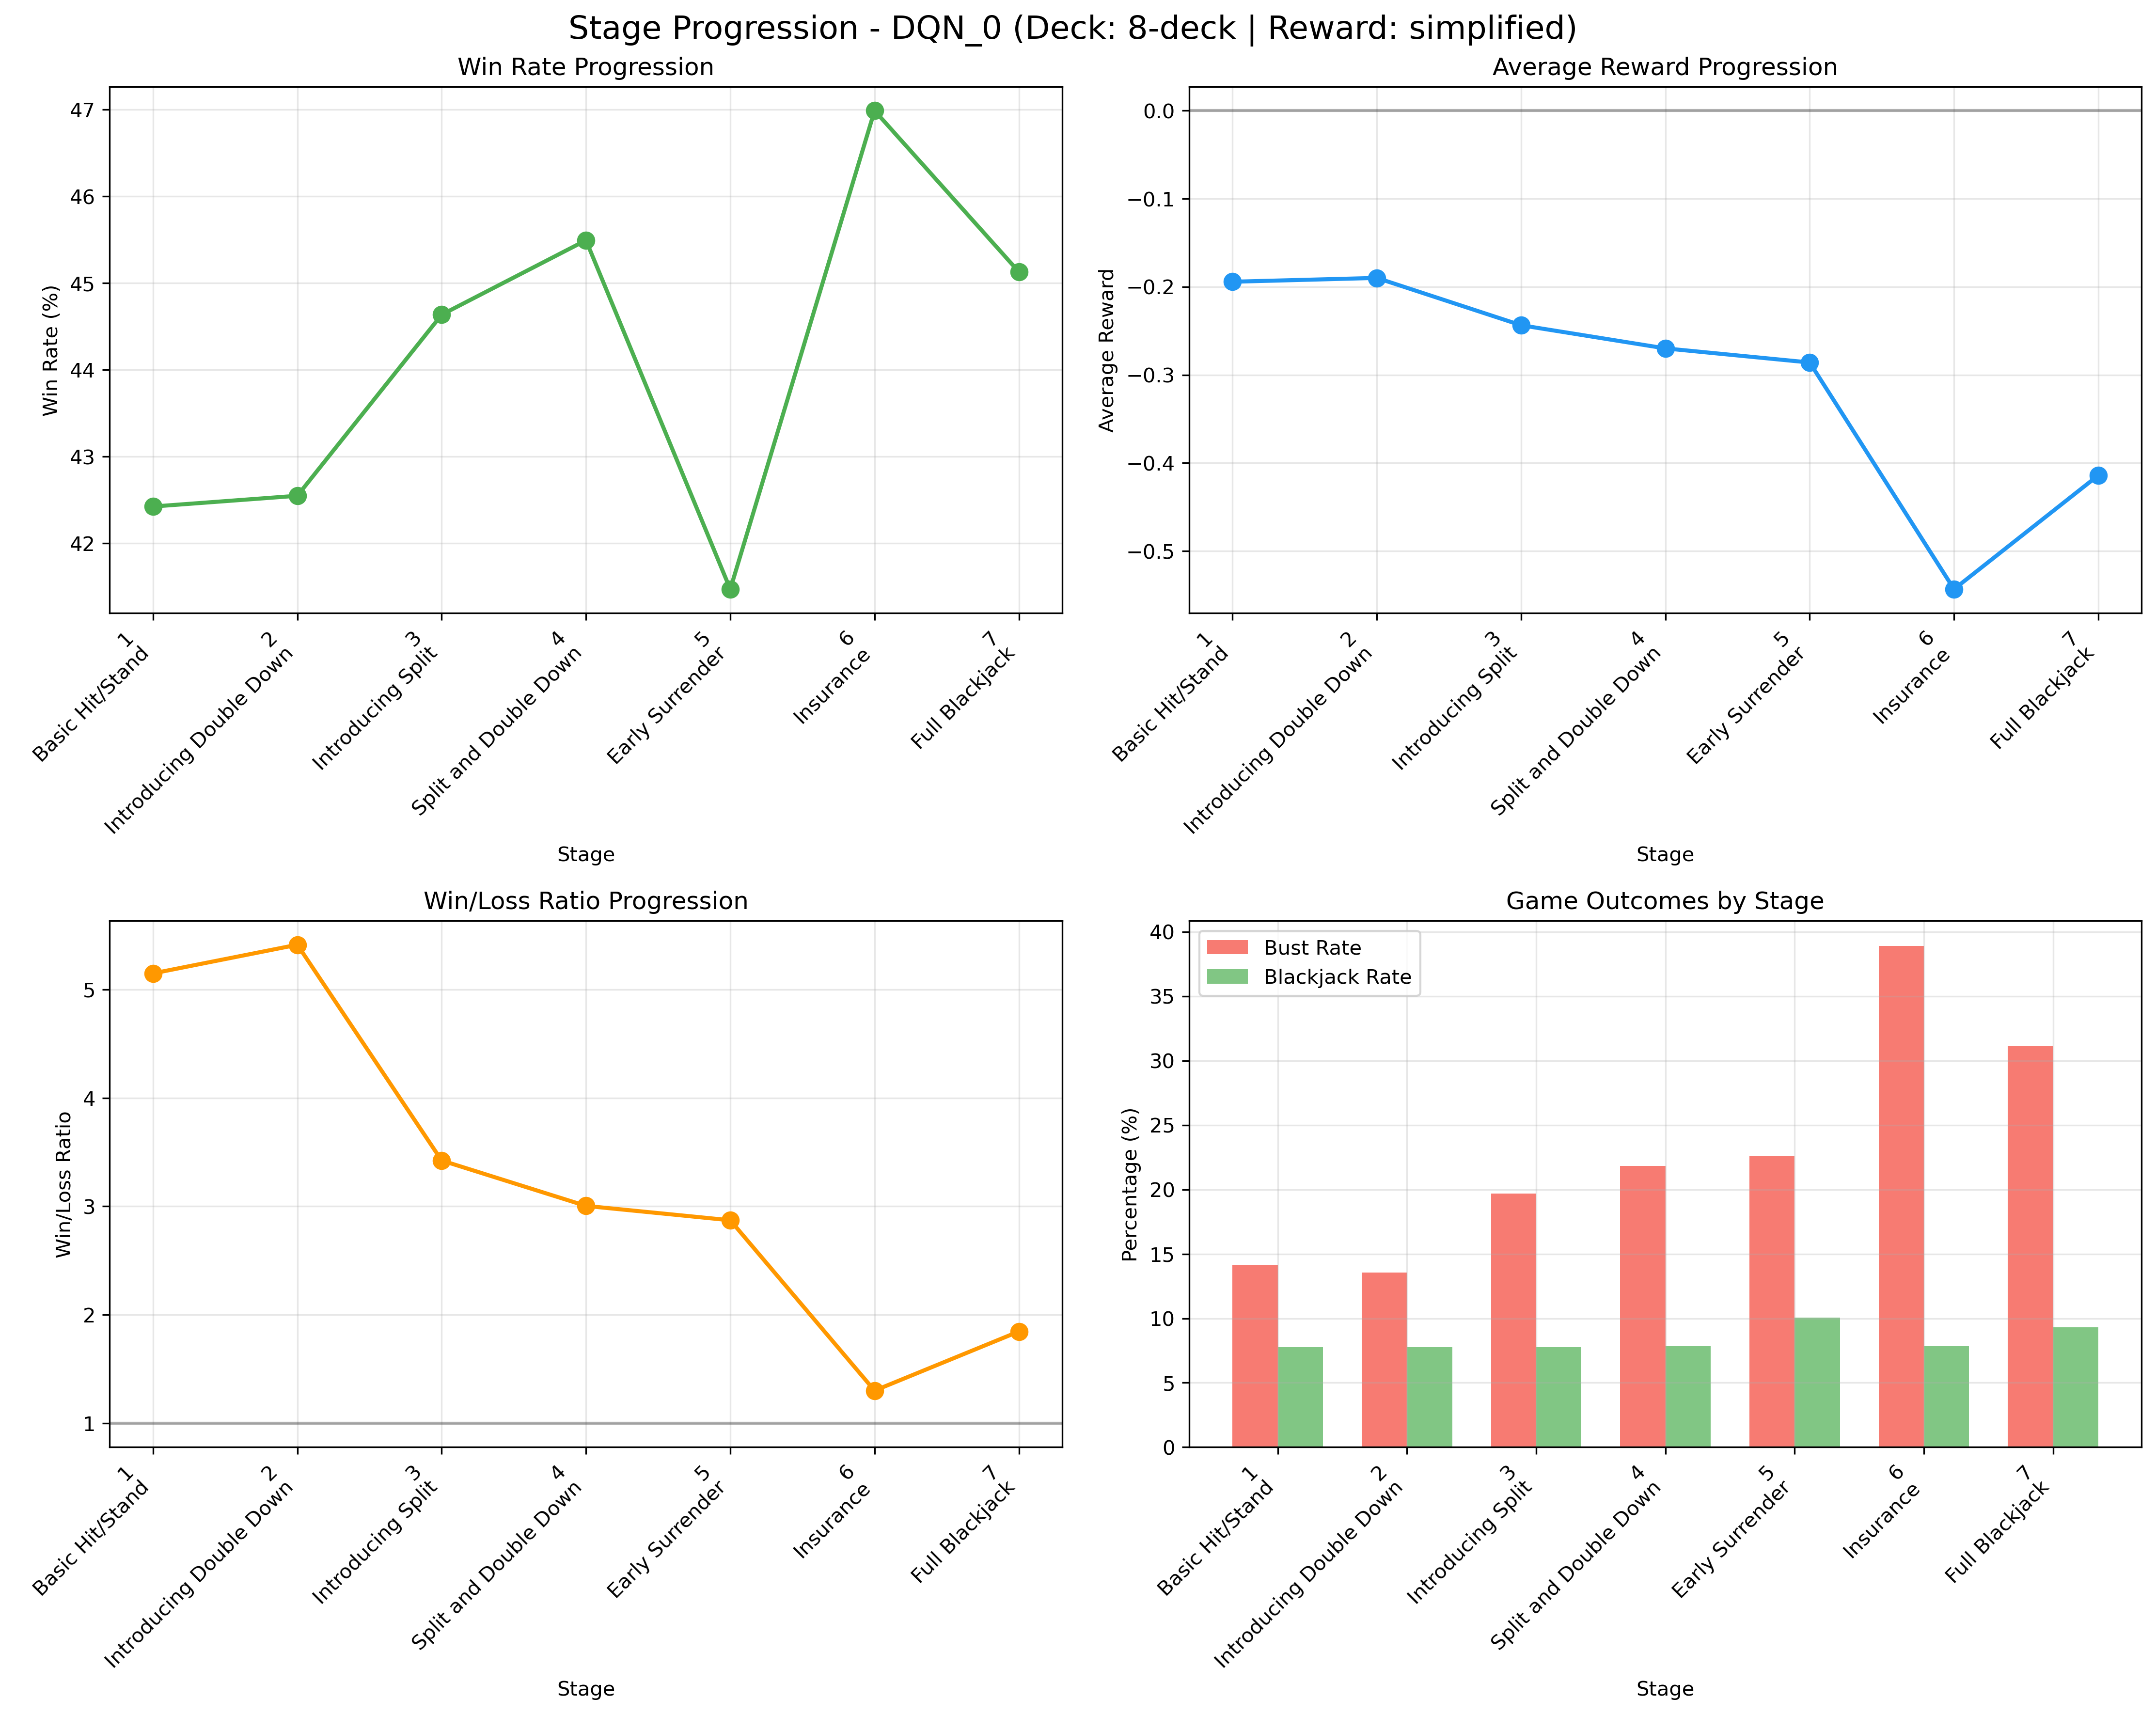 Stage Progression - DQN_0 (Deck: 8-deck | Reward: simplified)
Win Rate Progression
Win Rate (%)
47
46
45
44
43
42
1
Basic Hit/Stand
2
Introducing Double Down
3
Introducing Split
4
Split and Double Down
5
Early Surrender
6
Insurance
7
Full Blackjack
Stage
Average Reward Progression
Average Reward
0.0
−0.1
−0.2
−0.3
−0.4
−0.5
1
Basic Hit/Stand
2
Introducing Double Down
3
Introducing Split
4
Split and Double Down
5
Early Surrender
6
Insurance
7
Full Blackjack
Stage
Win/Loss Ratio Progression
Win/Loss Ratio
5
4
3
2
1
1
Basic Hit/Stand
2
Introducing Double Down
3
Introducing Split
4
Split and Double Down
5
Early Surrender
6
Insurance
7
Full Blackjack
Stage
Game Outcomes by Stage
Bust Rate
Blackjack Rate
Percentage (%)
40
35
30
25
20
15
10
5
0
1
Basic Hit/Stand
2
Introducing Double Down
3
Introducing Split
4
Split and Double Down
5
Early Surrender
6
Insurance
7
Full Blackjack
Stage